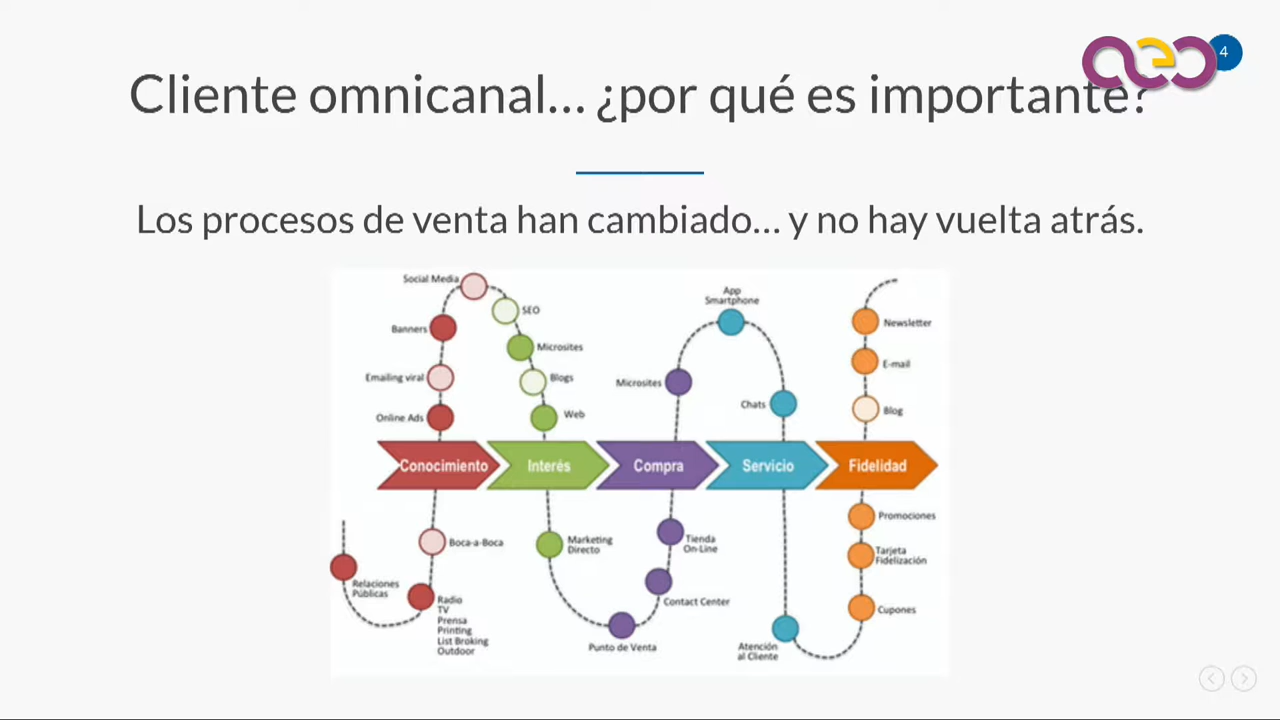 aeo
4
Cliente omnicanal... ¿por qué es importante?
Los procesos de venta han cambiado... y no hay vuelta atrás.
Social Media
SEO
Banners
Microsites
Emailing viral
Blogs
Online Ads
Web
App
Smartphone
Microsites
Chats
Newsletter
E-mail
Blog
Conocimiento
Interés
Compra
Servicio
Fidelidad
Boca-a-Boca
Relaciones
Públicas
Radio
TV
Prensa
Printing
List Broking
Outdoor
Marketing
Directo
Tienda
On-Line
Contact Center
Punto de Venta
Atención
al Cliente
Promociones
Tarjeta
Fidelización
Cupones